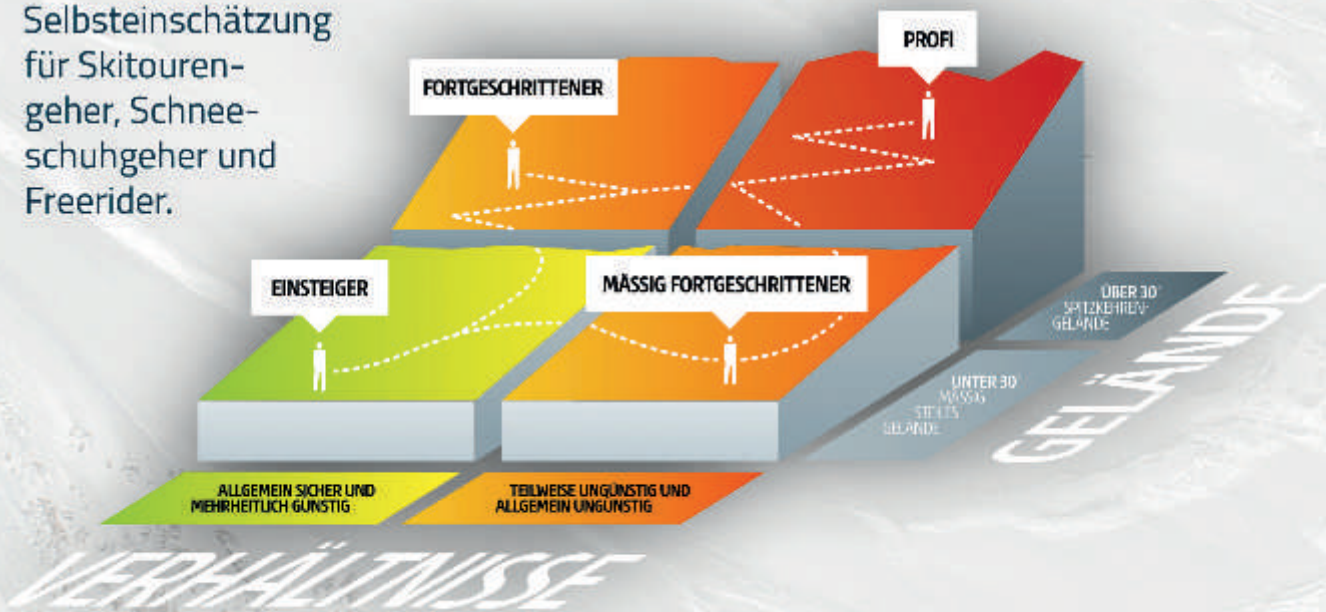 Selbsteinschätzung
für Skitouren-
geher, Schnee-
schuhgeher und
Freerider.
PROFI
FORTGESCHRITTENER
EINSTEIGER
MÄSSIG FORTGESCHRITTENER
ÜBER 30°
SPITZKEHREN-
GELÄNDE
UNTER 30°
MÄSSIG
STEILES
GELÄNDE
GELÄNDE
ALLGEMEIN SICHER UND
MEHRHEITLICH GÜNSTIG
TEILWEISE UNGÜNSTIG UND
ALLGEMEIN UNGÜNSTIG
VERHÄLTNISSE